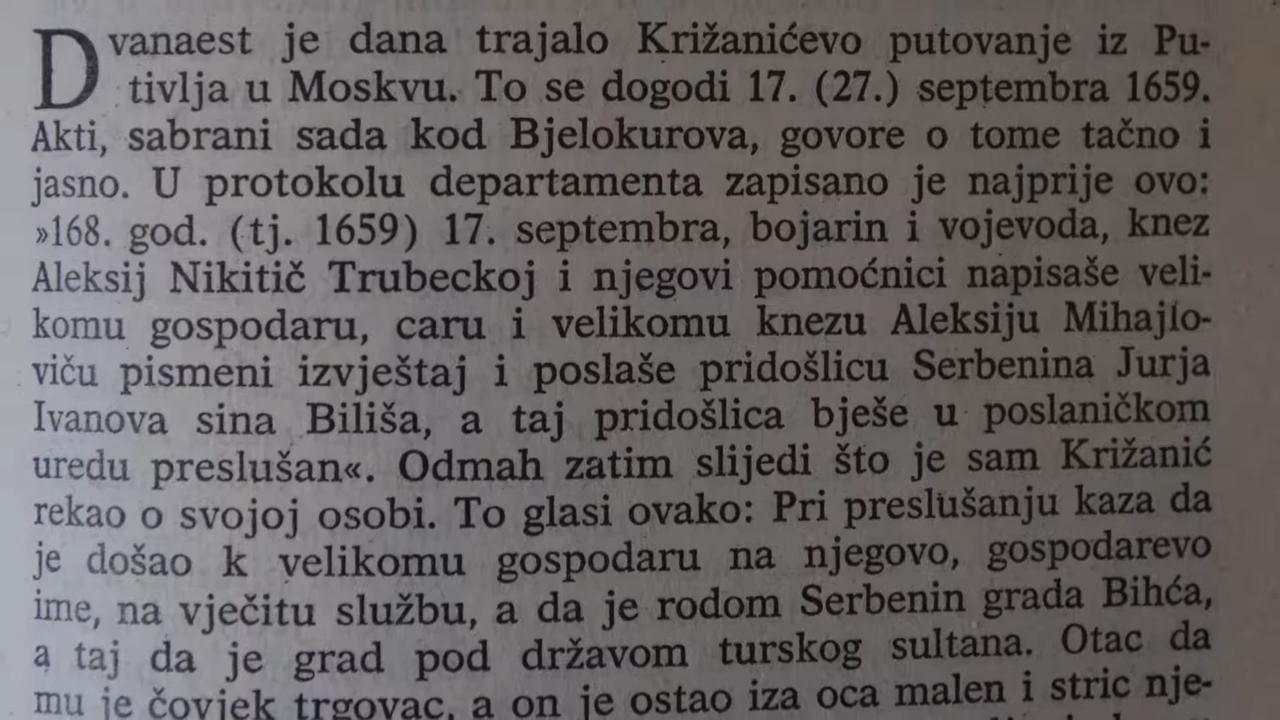 Dvanaest je dana trajalo Križanićevo putovanje iz Pu-
tivlja u Moskvu. To se dogodi 17. (27.) septembra 1659.
Akti, sabrani sada kod Bjelokurova, govore o tome tačno i
jasno. U protokolu departamenta zapisano je najprije ovo:
»168. god. (tj. 1659) 17. septembra, bojarin i vojevoda, knez
Aleksij Nikitič Trubeckoj i njegovi pomoćnici napisaše veli-
komu gospodaru, caru i velikomu knezu Aleksiju Mihajlo-
viču pismeni izvještaj i poslaše pridošlicu Serbenina Jurja
Ivanova sina Biliša, a taj pridošlica bješe u poslaničkom
uredu preslušan«. Odmah zatim slijedi što je sam Križanić
rekao o svojoj osobi. To glasi ovako: Pri preslušanju kaza da
je došao k velikomu gospodaru na njegovo, gospodarevo
ime, na vječitu službu, a da je rodom Serbenin grada Bihća,
a taj da je grad pod državom turskog sultana. Otac da
mu je čovjek trgovac, a on je ostao iza oca malen i stric nje-